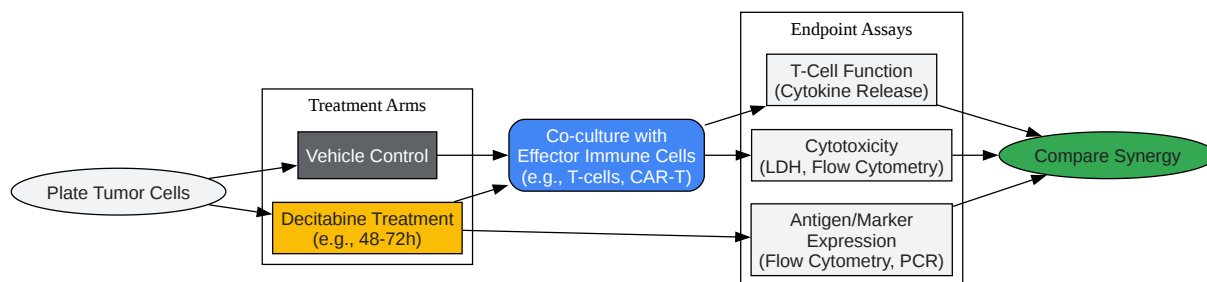 Plate Tumor Cells
Treatment Arms
Vehicle Control
Decitabine Treatment
(e.g., 48-72h)
Co-culture with
Effector Immune Cells
(e.g., T-cells, CAR-T)
Endpoint Assays
T-Cell Function
(Cytokine Release)
Cytotoxicity
(LDH, Flow Cytometry)
Antigen/Marker
Expression
(Flow Cytometry, PCR)
Compare Synergy